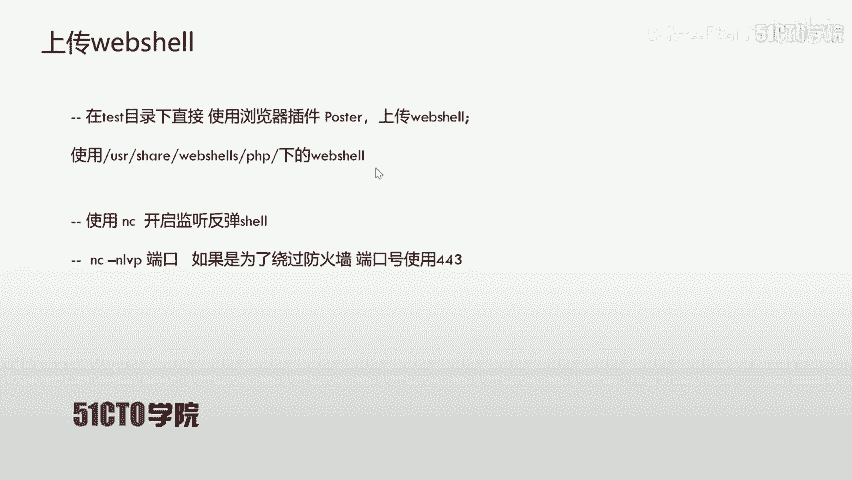 上传webshell
51CTO学院
-- 在test目录下直接 使用浏览器插件 Poster，上传webshell;
使用/usr/share/webshells/php/下的webshell
-- 使用 nc 开启监听反弹shell
-- nc –nlvp 端口 如果是为了绕过防火墙 端口号使用443
51CTO学院